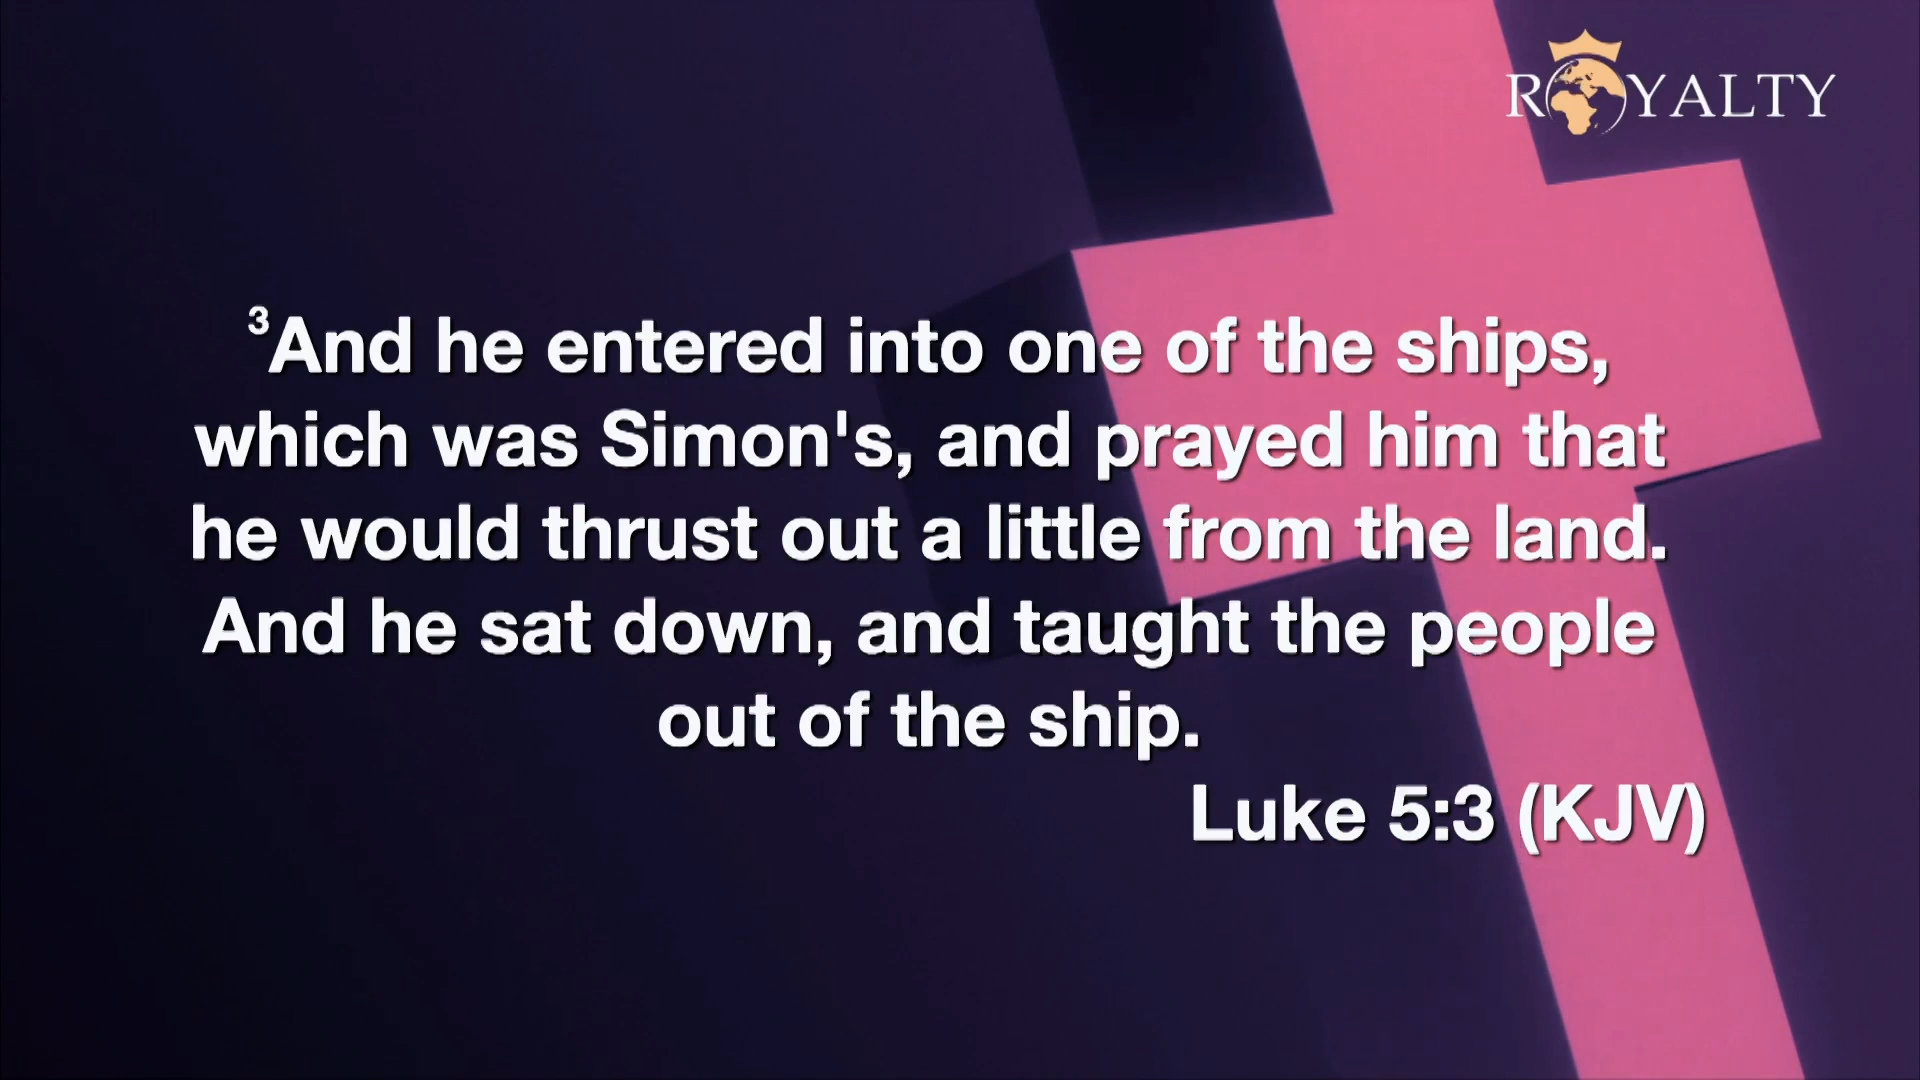 ROYALTY
³And he entered into one of the ships,
which was Simon's, and prayed him that
he would thrust out a little from the land.
And he sat down, and taught the people
out of the ship.
Luke 5:3 (KJV)